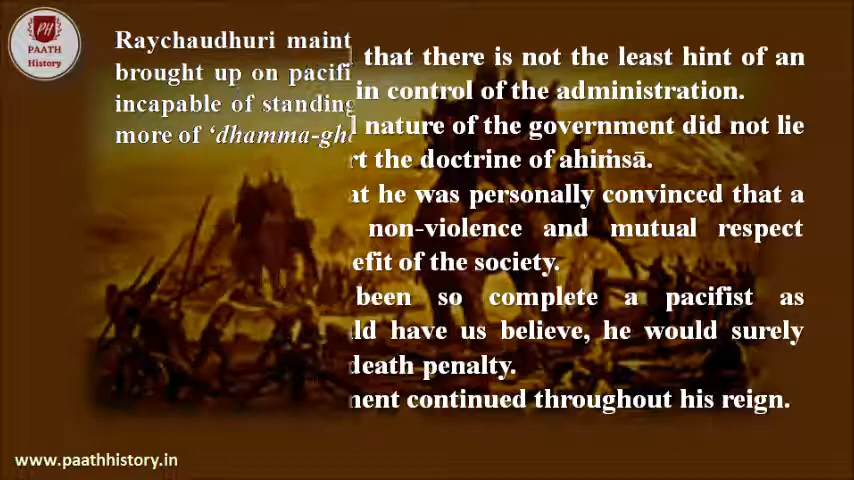 PH
PAATH
History
Raychaudhuri maint
brought up on pacifi
incapable of standing
more of ‘dhamma-gh
that there is not the least hint of an
in control of the administration.
nature of the government did not lie
the doctrine of ahiṁsā.
he was personally convinced that a
non-violence and mutual respect
of the society.
been so complete a pacifist as
have us believe, he would surely
death penalty.
continued throughout his reign.
www.paathhistory.in